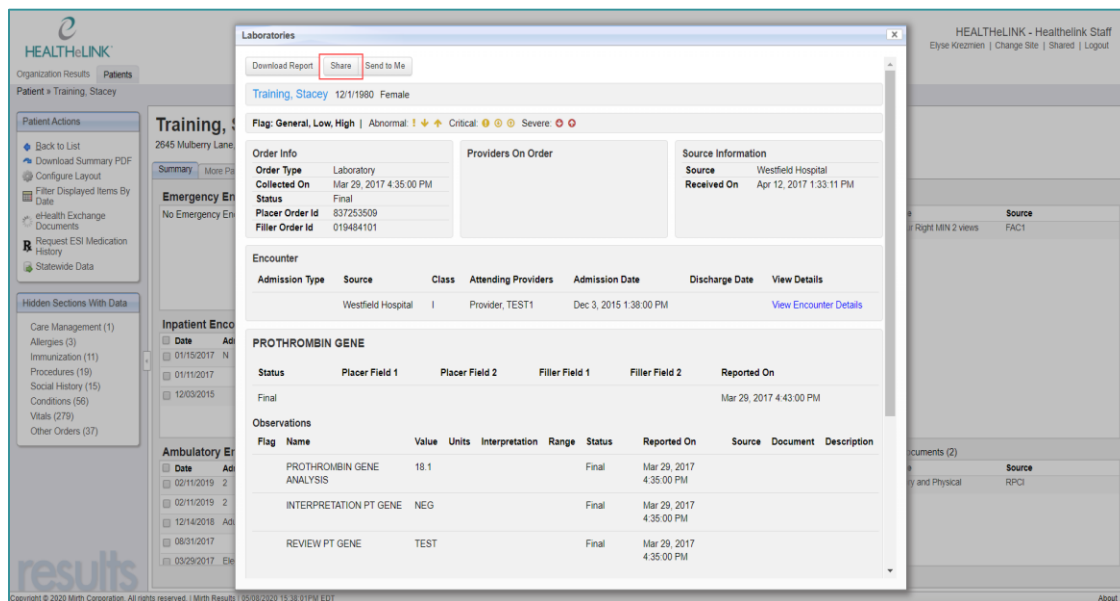 HEALTHeLINK
HEALTHeLINK - Healthelink Staff
Elyse Krezmien | Change Site | Shared | Logout
Organization Results Patients
Patient » Training, Stacey
Patient Actions
Back to List
Download Summary PDF
Configure Layout
Filter Displayed Items By
Date
eHealth Exchange
Documents
Request ESI Medication
History
Statewide Data
Hidden Sections With Data
Care Management (1)
Allergies (3)
Immunization (11)
Procedures (19)
Social History (15)
Conditions (56)
Vitals (279)
Other Orders (37)
results
Training,
2645 Mulberry Lane,
Summary More Pa
Emergency En
No Emergency En
Inpatient Enco
Date Ad
01/15/2017 N
01/11/2017
12/03/2015
Ambulatory En
Date Ad
02/11/2019 2
02/11/2019 2
12/14/2018 Adu
08/31/2017
03/29/2017 Ele
Laboratories X
Download Report Share Send to Me
Training, Stacey 12/1/1980 Female
Flag: General, Low, High | Abnormal: ! Critical: Severe:
Order Info
Order Type Laboratory
Collected On Mar 29, 2017 4:35:00 PM
Status Final
Placer Order Id 837253509
Filler Order Id 019484101
Providers On Order
Source Information
Source Westfield Hospital
Received On Apr 12, 2017 1:33:11 PM
Encounter
Admission Type Source Class Attending Providers Admission Date Discharge Date View Details
Westfield Hospital I Provider, TEST1 Dec 3, 2015 1:38:00 PM View Encounter Details
PROTHROMBIN GENE
Status Placer Field 1 Placer Field 2 Filler Field 1 Filler Field 2 Reported On
Final Mar 29, 2017 4:43:00 PM
Observations
Flag Name Value Units Interpretation Range Status Reported On Source Document Description
PROTHROMBIN GENE 18.1 Final Mar 29, 2017
ANALYSIS 4:35:00 PM
INTERPRETATION PT GENE NEG Final Mar 29, 2017
4:35:00 PM
REVIEW PT GENE TEST Final Mar 29, 2017
4:35:00 PM
Source
r Right MIN 2 views FAC1
cuments (2)
Source
ry and Physical RPCI
Copyright © 2020 Mirth Corporation. All rights reserved. | Mirth Results | 05/08/2020 15:38:01PM EDT
About